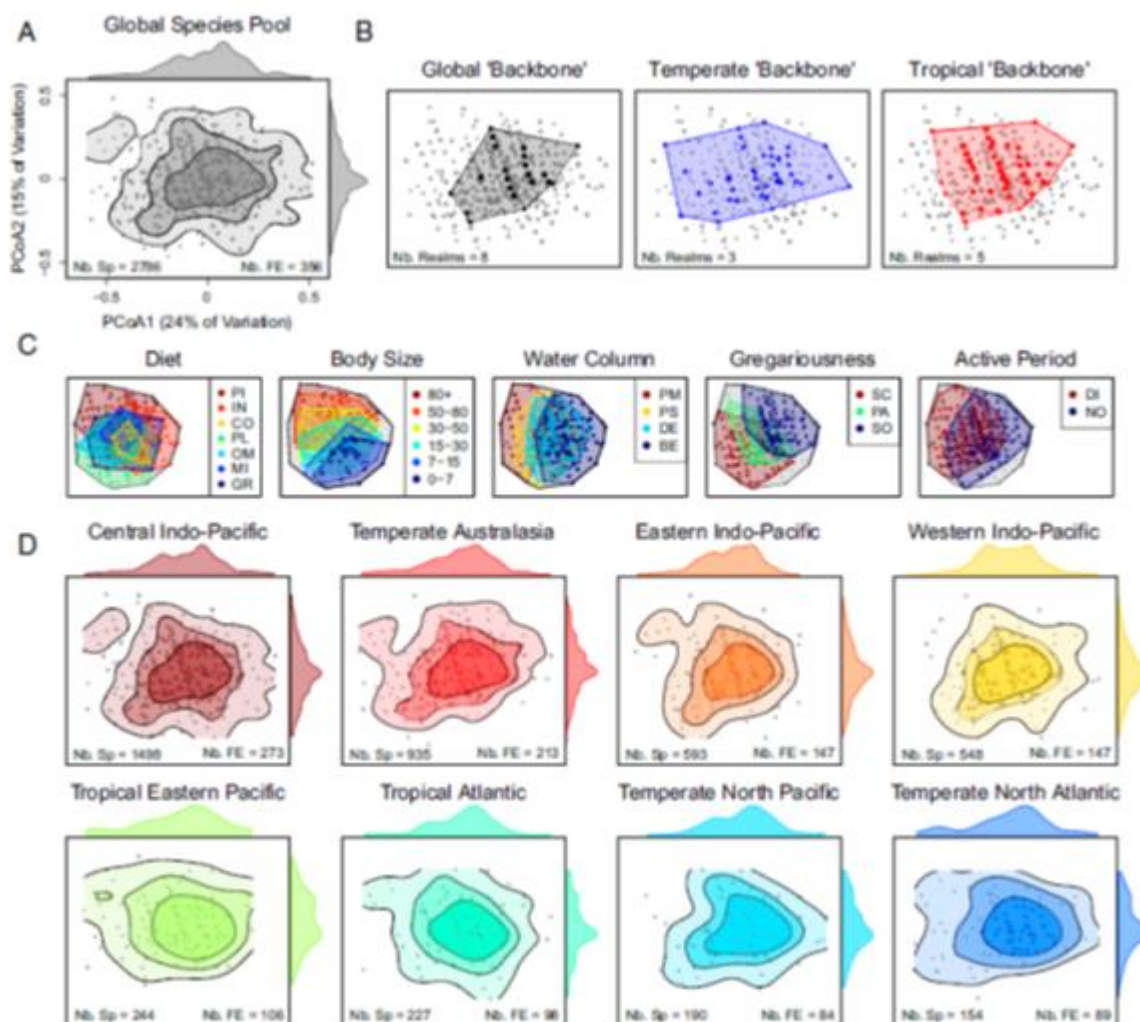 A
Global Species Pool
PCoA2 (15% of Variation)
0.5
0
−0.5
Nb. Sp = 2786 Nb. FE = 356
−0.5 0 0.5
PCoA1 (24% of Variation)
B
Global 'Backbone' Temperate 'Backbone' Tropical 'Backbone'
Nb. Realms = 8 Nb. Realms = 3 Nb. Realms = 5
C
Diet Body Size Water Column Gregariousness Active Period
PI
IN
CO
PL
OM
MI
GR
80+
50−80
30−50
15−30
7−15
0−7
PM
PS
DE
BE
SC
PA
SO
DI
NO
D
Central Indo-Pacific Temperate Australasia Eastern Indo-Pacific Western Indo-Pacific
Nb. Sp = 1498 Nb. FE = 273 Nb. Sp = 935 Nb. FE = 213 Nb. Sp = 593 Nb. FE = 147 Nb. Sp = 548 Nb. FE = 147
Tropical Eastern Pacific Tropical Atlantic Temperate North Pacific Temperate North Atlantic
Nb. Sp = 244 Nb. FE = 106 Nb. Sp = 227 Nb. FE = 98 Nb. Sp = 190 Nb. FE = 84 Nb. Sp = 154 Nb. FE = 89